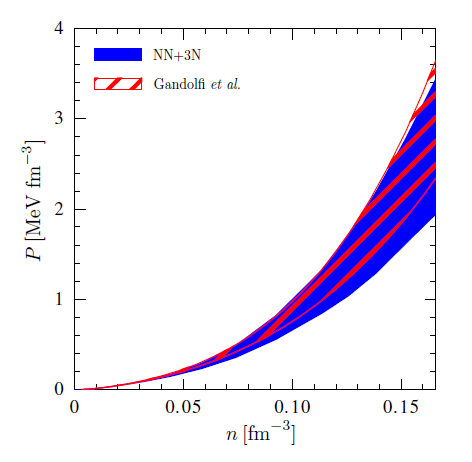 NN+3N
Gandolfi et al.
P [MeV fm⁻³]
4
3
2
1
0
0 0.05 0.10 0.15
n [fm⁻³]